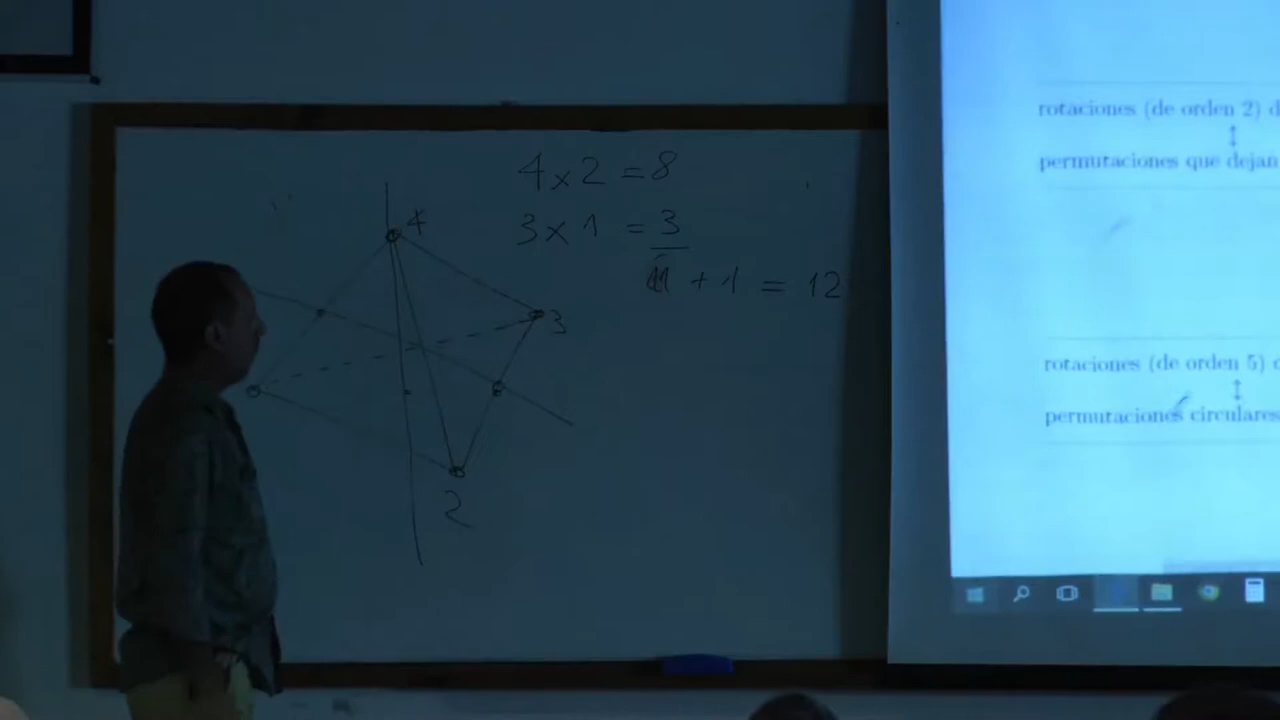 4 x 2 = 8
3 x 1 = 3
11 + 1 = 12
4
3
2
rotaciones (de orden 2) d
↕
permutaciones que dejan
rotaciones (de orden 5)
↕
permutaciones circulares